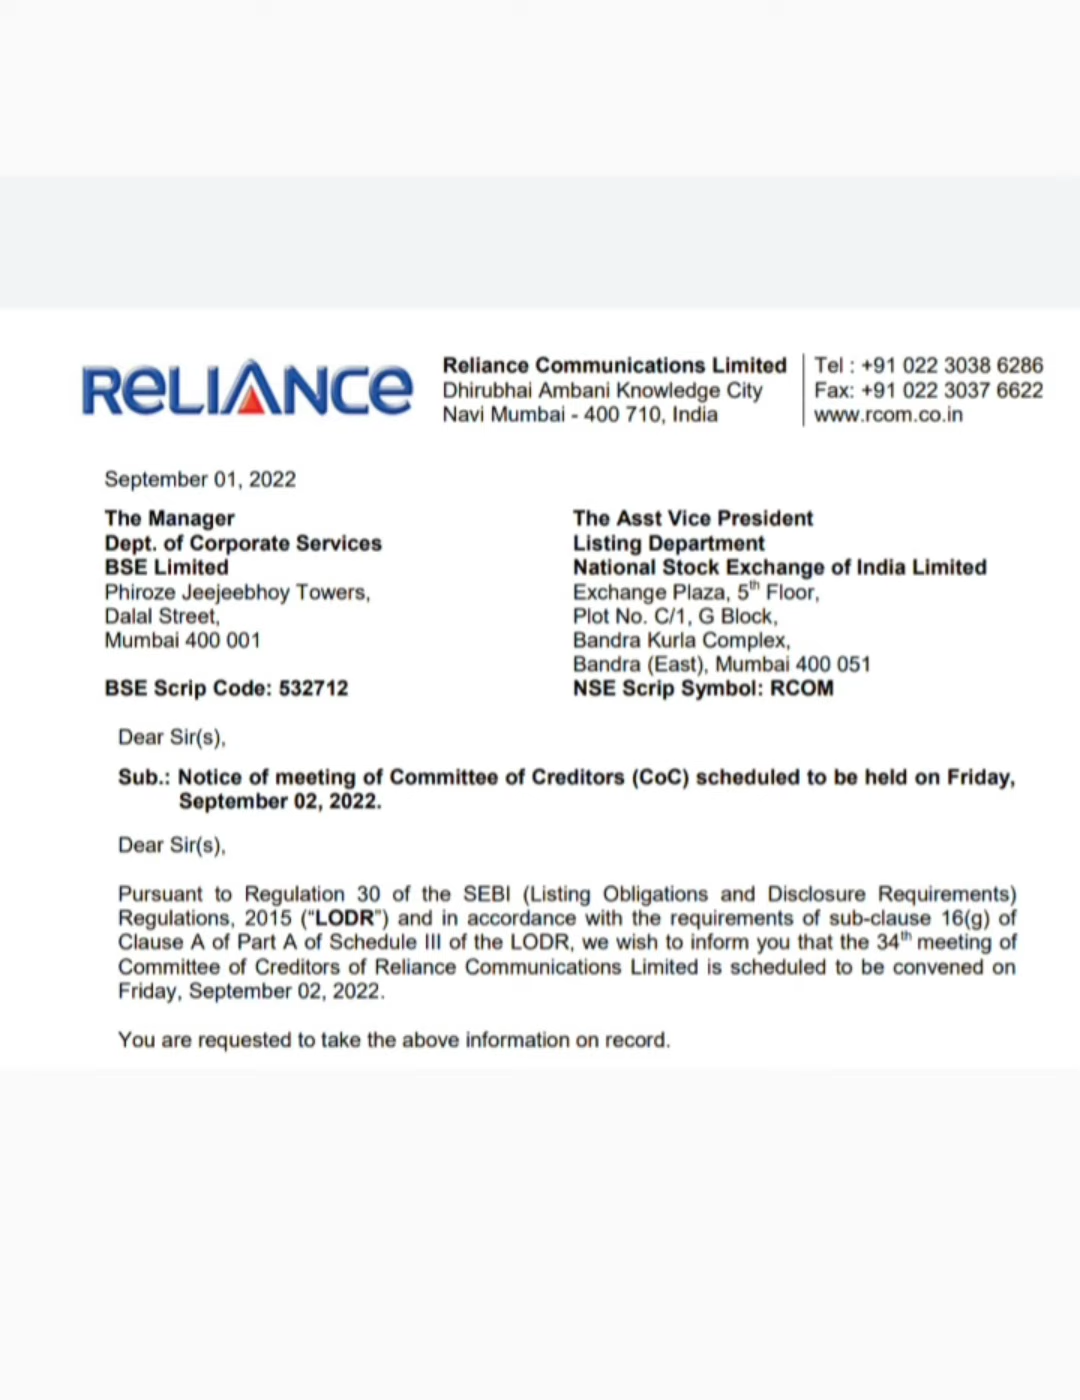 RELIANCE
Reliance Communications Limited
Dhirubhai Ambani Knowledge City
Navi Mumbai - 400 710, India
Tel : +91 022 3038 6286
Fax: +91 022 3037 6622
www.rcom.co.in
September 01, 2022
The Manager
Dept. of Corporate Services
BSE Limited
Phiroze Jeejeebhoy Towers,
Dalal Street,
Mumbai 400 001
BSE Scrip Code: 532712
The Asst Vice President
Listing Department
National Stock Exchange of India Limited
Exchange Plaza, 5th Floor,
Plot No. C/1, G Block,
Bandra Kurla Complex,
Bandra (East), Mumbai 400 051
NSE Scrip Symbol: RCOM
Dear Sir(s),
Sub.: Notice of meeting of Committee of Creditors (CoC) scheduled to be held on Friday,
September 02, 2022.
Dear Sir(s),
Pursuant to Regulation 30 of the SEBI (Listing Obligations and Disclosure Requirements)
Regulations, 2015 ("LODR") and in accordance with the requirements of sub-clause 16(g) of
Clause A of Part A of Schedule III of the LODR, we wish to inform you that the 34th meeting of
Committee of Creditors of Reliance Communications Limited is scheduled to be convened on
Friday, September 02, 2022.
You are requested to take the above information on record.